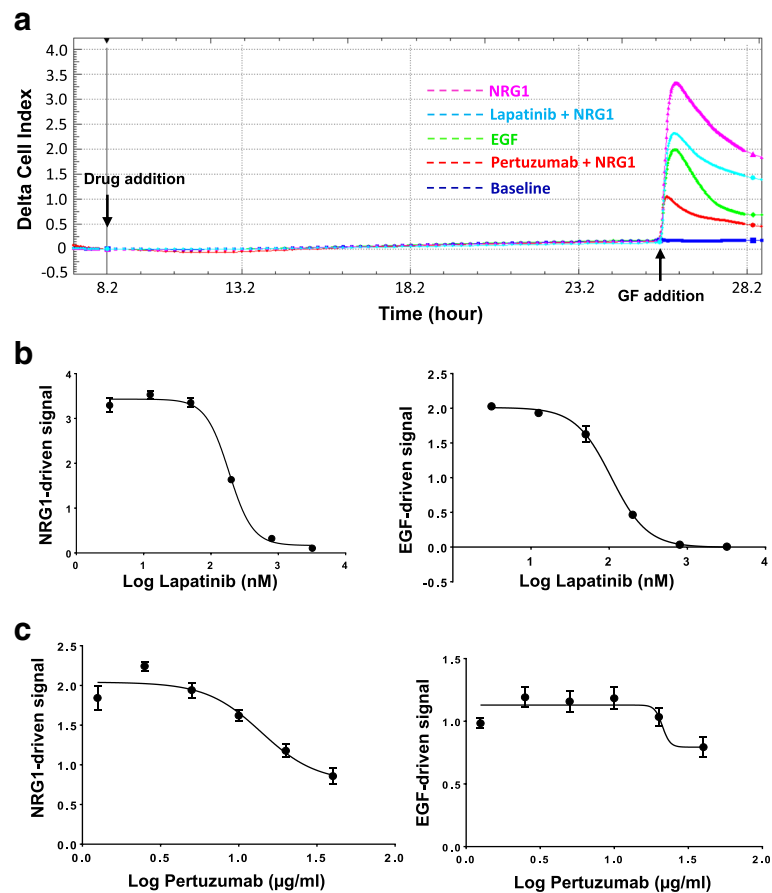 a
4.0
3.5
3.0
2.5
2.0
1.5
1.0
0.5
0
-0.5
Delta Cell Index
Drug addition
NRG1
Lapatinib + NRG1
EGF
Pertuzumab + NRG1
Baseline
8.2 13.2 18.2 23.2 28.2
GF addition
Time (hour)
b
NRG1-driven signal
4
3
2
1
0
0 1 2 3 4
Log Lapatinib (nM)
EGF-driven signal
2.0
1.5
1.0
0.5
0.0
-0.5
1 2 3 4
Log Lapatinib (nM)
c
NRG1-driven signal
2.5
2.0
1.5
1.0
0.5
0.0
0.0 0.5 1.0 1.5 2.0
Log Pertuzumab (µg/ml)
EGF-driven signal
1.5
1.0
0.5
0.0
0.0 0.5 1.0 1.5 2.0
Log Pertuzumab (µg/ml)